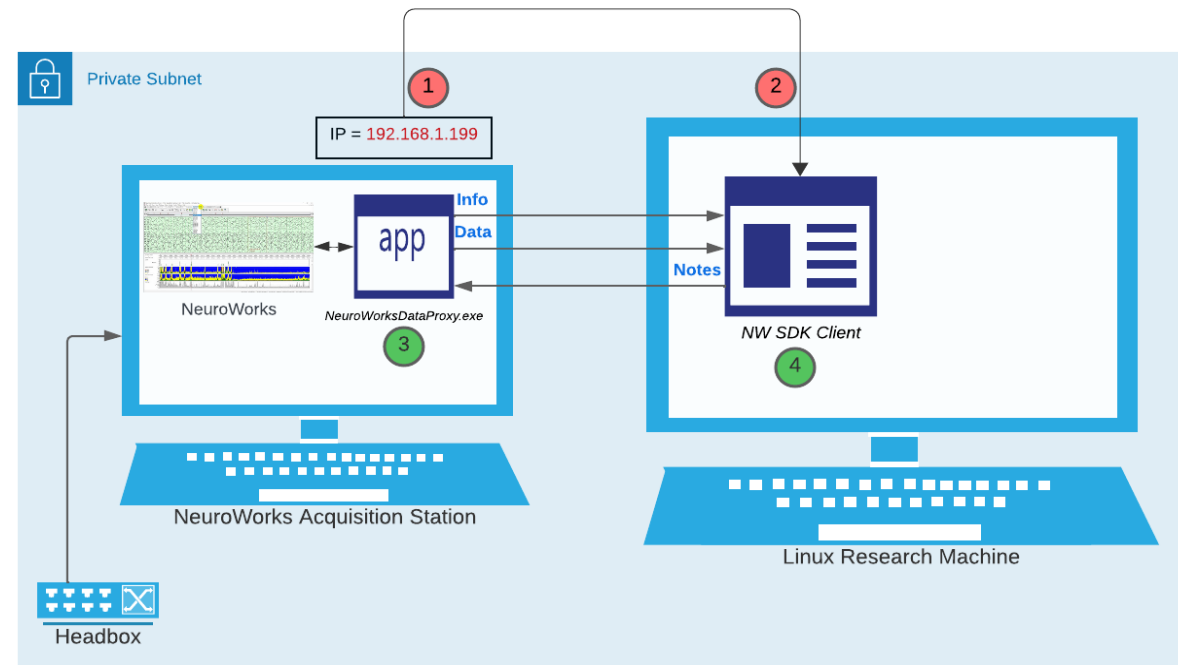 Private Subnet
1
2
IP = 192.168.1.199
Info
Data
Notes
app
NeuroWorks
NeuroWorksDataProxy.exe
3
NW SDK Client
4
NeuroWorks Acquisition Station
Linux Research Machine
Headbox